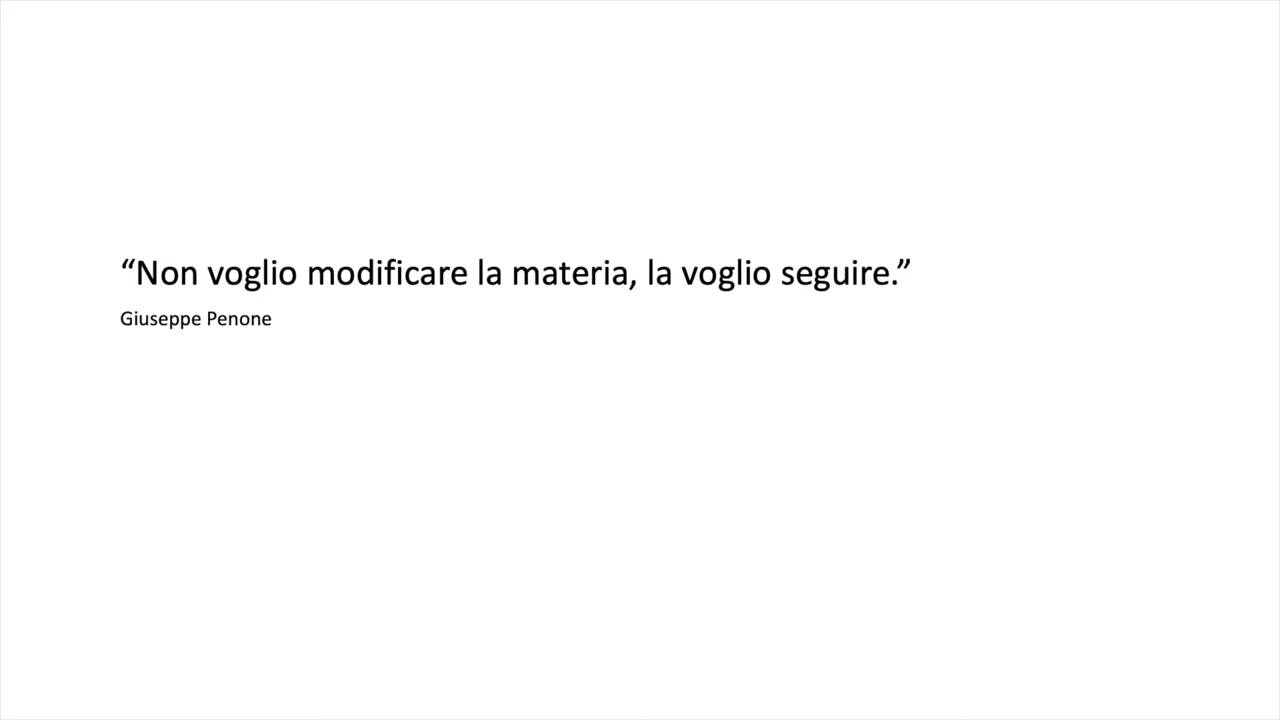 “Non voglio modificare la materia, la voglio seguire.”
Giuseppe Penone